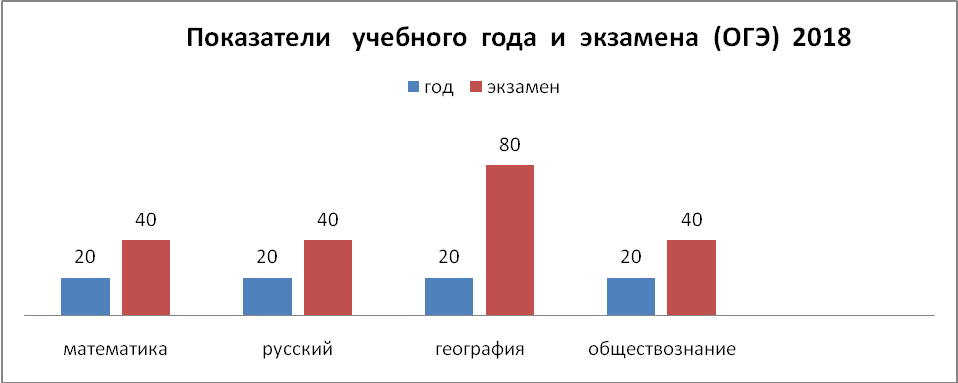 Показатели учебного года и экзамена (ОГЭ) 2018
год экзамен
80
40 40 40
20 20 20 20
математика русский география обществознание